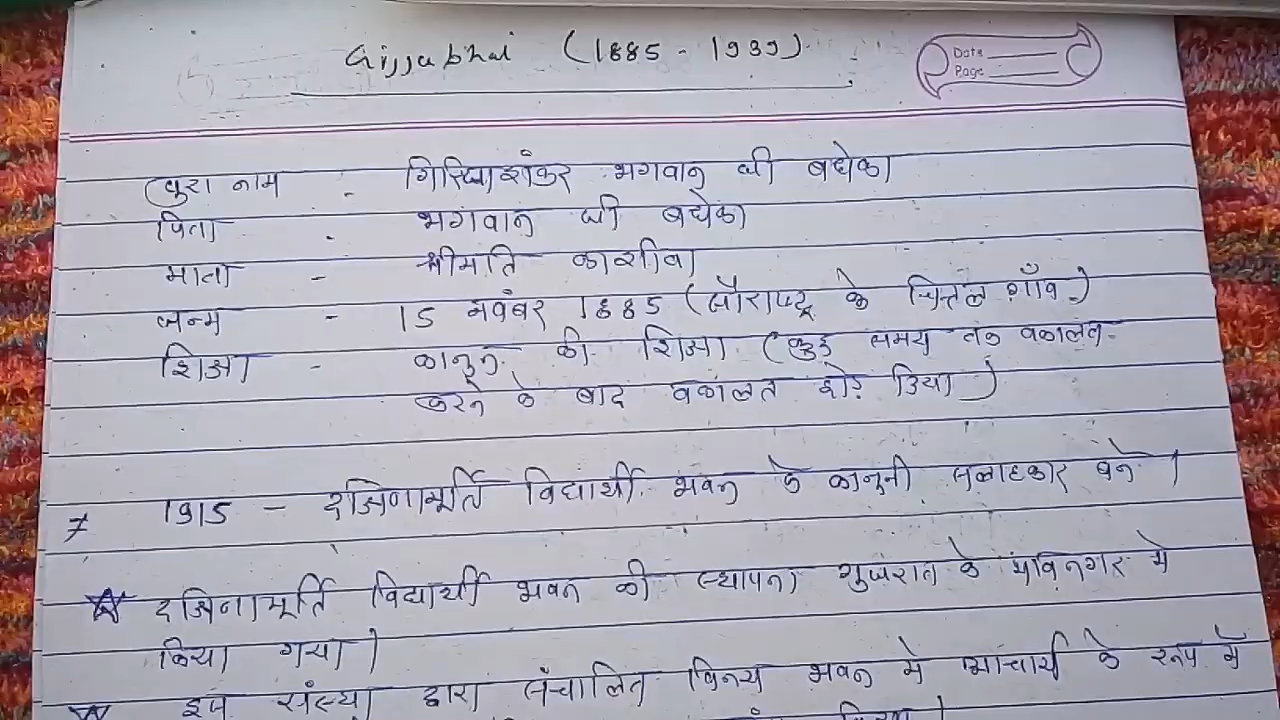 Gijjubhai (1885 - 1939)
Date
Page
पुरा नाम - गिरिजाशंकर भगवान जी बधेका
पिता - भगवान जी बधेका
माता - श्रीमति काशीबा
जन्म - 15 नवंबर 1885 (सौराष्ट्र के चित्तल गाँव)
शिक्षा - कानुन की शिक्षा (कुछ समय तक वकालत
करने के बाद वकालत छोड़ दिया)
1915 - दक्षिणामूर्ति विद्यार्थी भवन के कानुनी सलाहकार बने।
दक्षिनामूर्ति विद्यार्थी भवन की स्थापना गुजरात के भावनगर मे
किया गया।
इस संस्था द्वारा संचालित विनय भवन मे प्राचार्य के रूप में